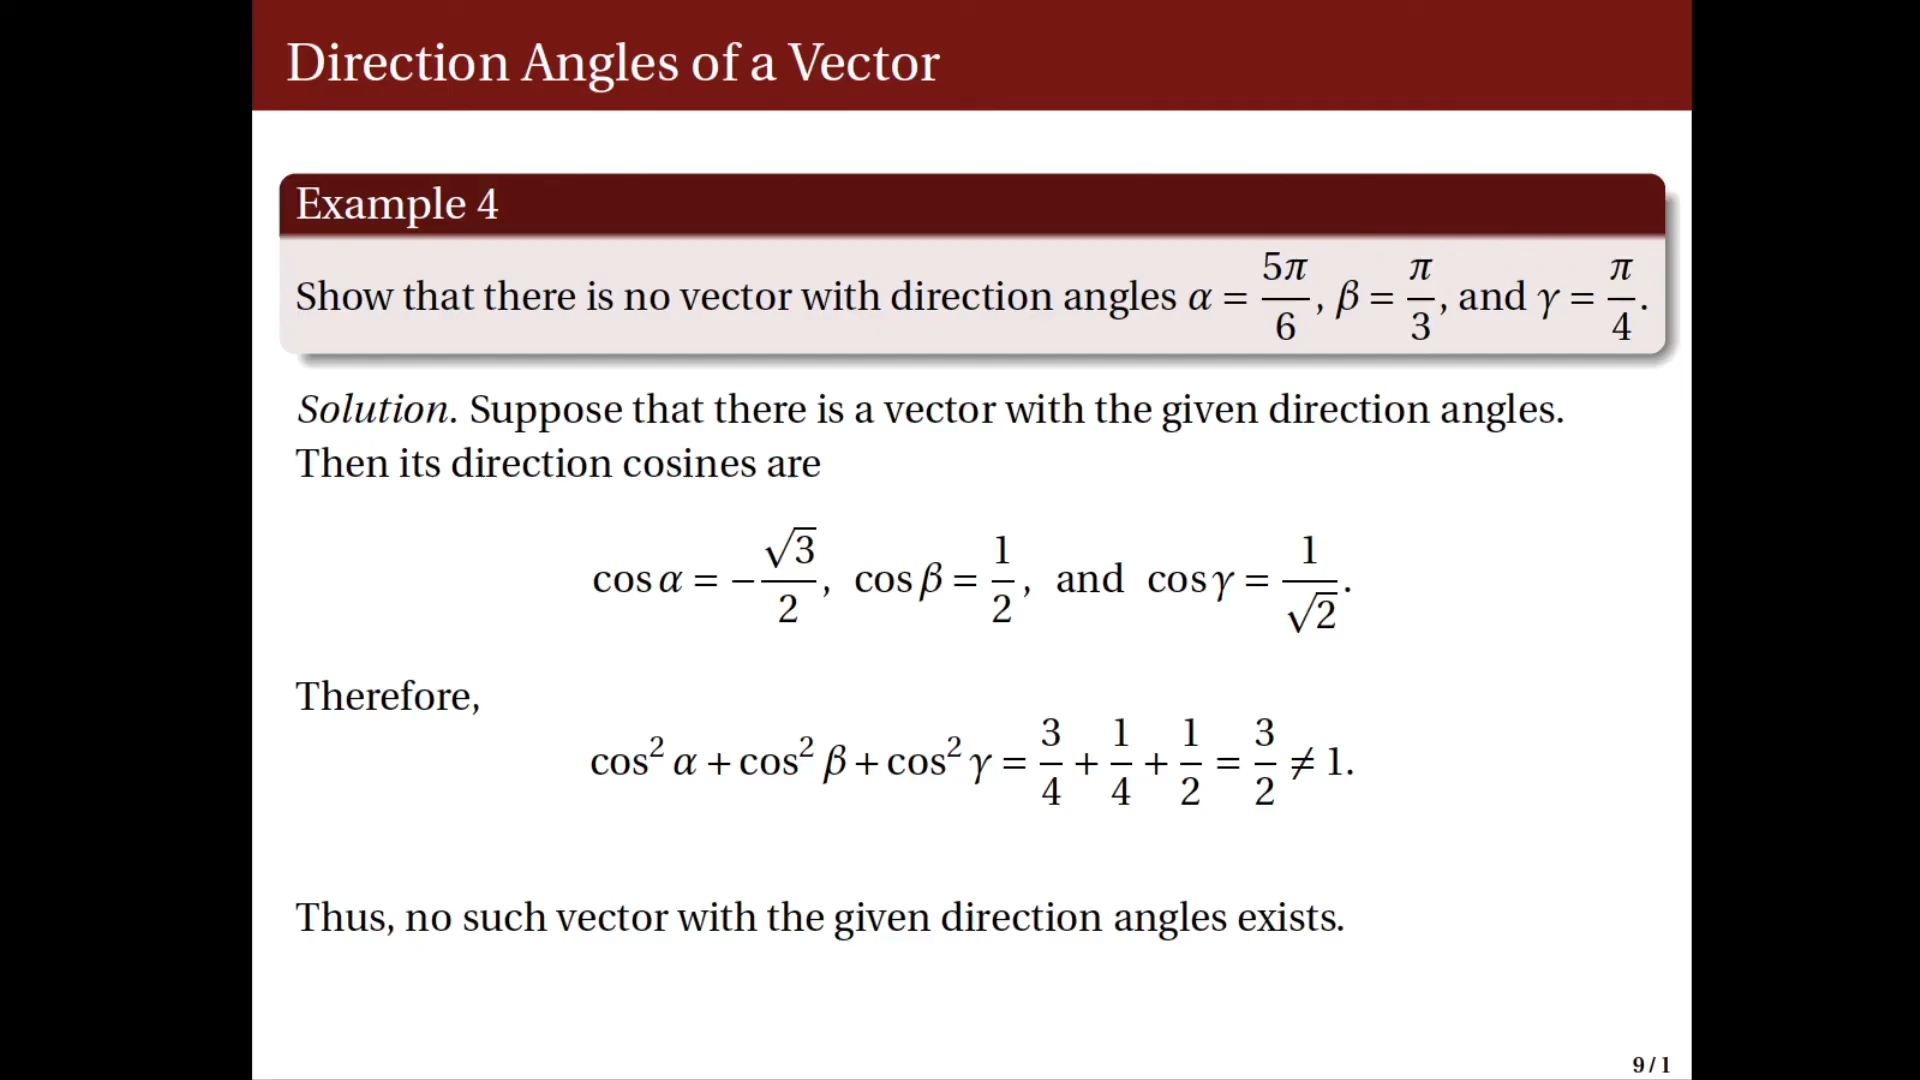 Direction Angles of a Vector
Example 4
Show that there is no vector with direction angles α = 5π/6, β = π/3, and γ = π/4.
Solution. Suppose that there is a vector with the given direction angles.
Then its direction cosines are
cos α = −√3/2, cos β = 1/2, and cos γ = 1/√2.
Therefore,
cos² α + cos² β + cos² γ = 3/4 + 1/4 + 1/2 = 3/2 ≠ 1.
Thus, no such vector with the given direction angles exists.
9 / 1